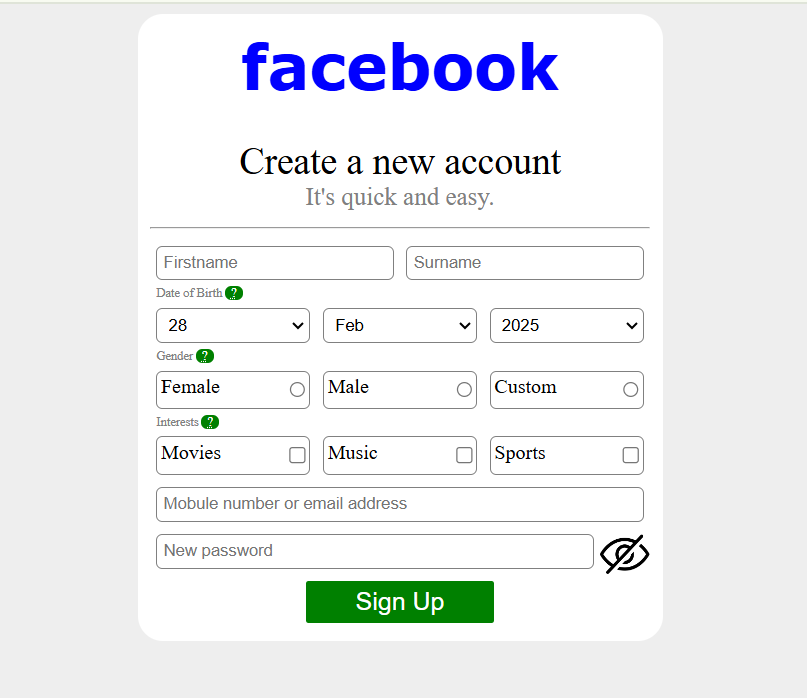 facebook
Create a new account
It's quick and easy.
Firstname Surname
Date of Birth ?
28 Feb 2025
Gender ?
Female Male Custom
Interests ?
Movies Music Sports
Mobule number or email address
New password
Sign Up